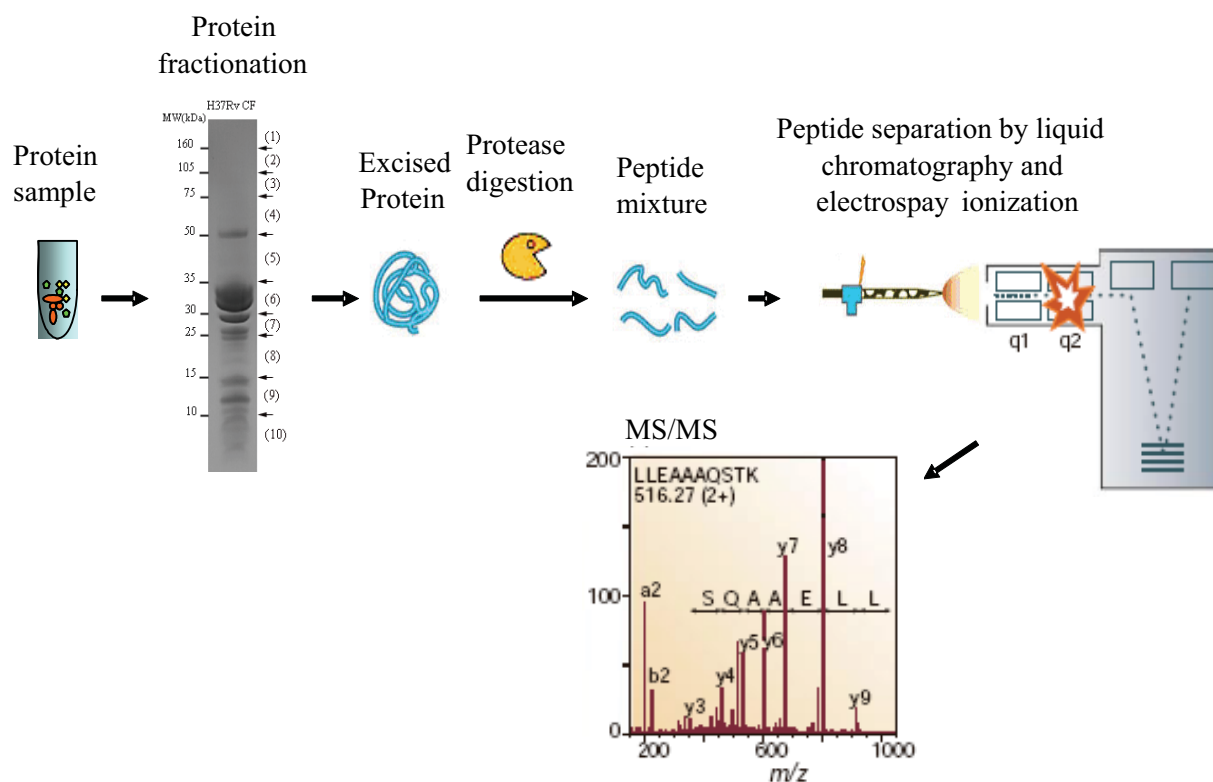 Protein
fractionation
H37Rv CF
MW(kDa)
160
105
75
50
35
30
25
15
10
(1)
(2)
(3)
(4)
(5)
(6)
(7)
(8)
(9)
(10)
Protein
sample
Excised
Protein
Protease
digestion
Peptide
mixture
Peptide separation by liquid
chromatography and
electrospay ionization
q1
q2
MS/MS
LLEAAAQSTK
516.27 (2+)
200
100
0
a2
b2
y3
y4
y5
y6
y7
y8
y9
S Q A A E L L
200
600
1000
m/z